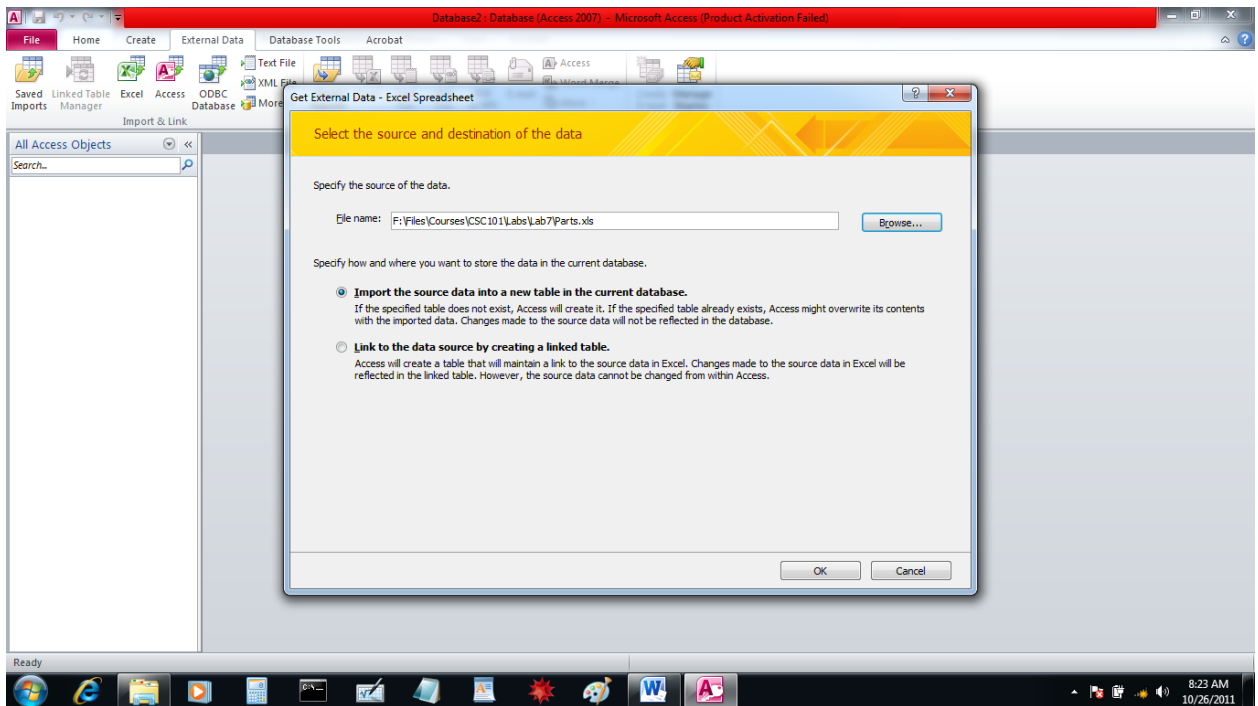 Database2 : Database (Access 2007) - Microsoft Access (Product Activation Failed)
File Home Create External Data Database Tools Acrobat
Text File
XML File
More
Access
Word Merge
Saved Imports
Linked Table Manager
Excel
Access
ODBC Database
Import & Link
Get External Data - Excel Spreadsheet
Select the source and destination of the data
All Access Objects
Search...
Specify the source of the data.
File name: F:\Files\Courses\CSC101\Labs\Lab7\Parts.xls Browse...
Specify how and where you want to store the data in the current database.
Import the source data into a new table in the current database.
If the specified table does not exist, Access will create it. If the specified table already exists, Access might overwrite its contents
with the imported data. Changes made to the source data will not be reflected in the database.
Link to the data source by creating a linked table.
Access will create a table that will maintain a link to the source data in Excel. Changes made to the source data in Excel will be
reflected in the linked table. However, the source data cannot be changed from within Access.
OK Cancel
Ready
8:23 AM
10/26/2011